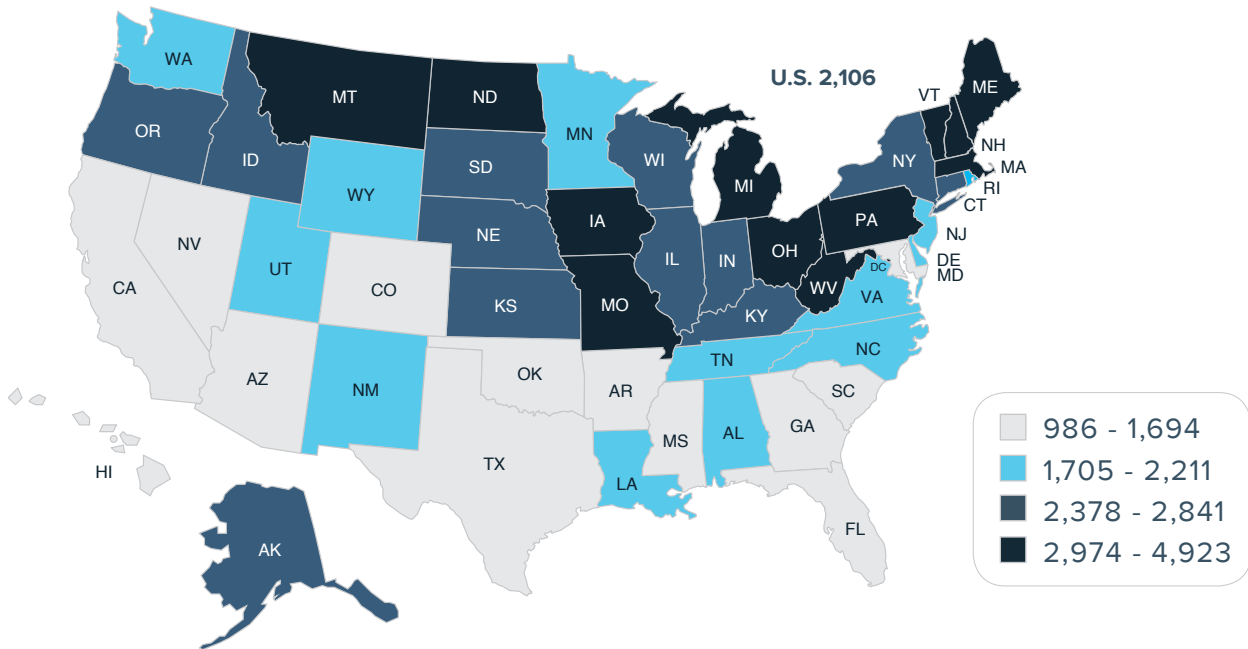 WA
MT
ND
MN
U.S. 2,106
VT
ME
OR
ID
SD
WI
MI
NY
NH
MA
RI
CT
WY
NE
IA
IL
IN
OH
PA
NJ
DE
MD
NV
UT
CO
KS
MO
KY
WV
DC
VA
CA
AZ
NM
OK
AR
TN
NC
SC
HI
TX
LA
MS
AL
GA
FL
AK
986 - 1,694
1,705 - 2,211
2,378 - 2,841
2,974 - 4,923